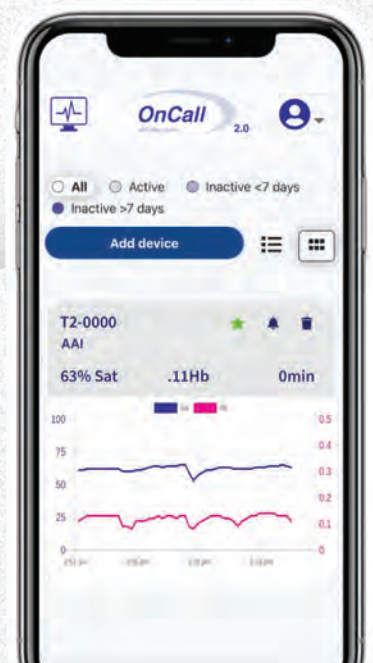 OnCall
2.0
All Active Inactive <7 days
Inactive >7 days
Add device
T2-0000
AAI
63% Sat .11Hb 0min
100 0.5
75 0.4
0.3
50
0.2
25 0.1
0 0